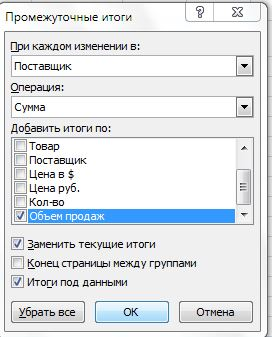 Промежуточные итоги
При каждом изменении в:
Поставщик
Операция:
Сумма
Добавить итоги по:
Товар
Поставщик
Цена в $
Цена руб.
Кол-во
Объем продаж
Заменить текущие итоги
Конец страницы между группами
Итоги под данными
Убрать все
ОК
Отмена